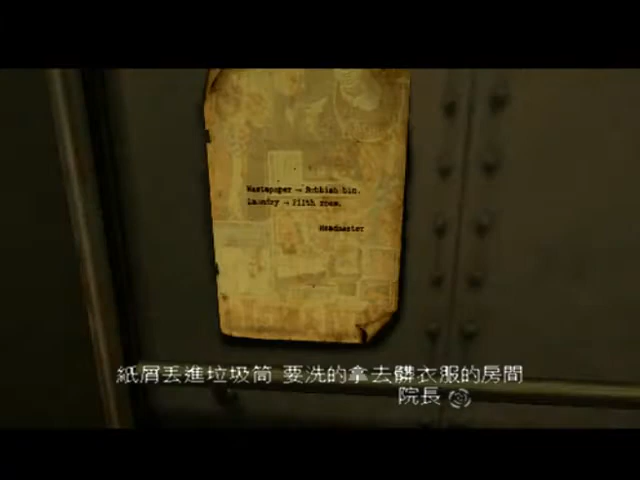 Wastepaper → Rubbish bin.
Laundry → Filth room.
Headmaster
紙屑丟進垃圾筒 要洗的拿去髒衣服的房間
院長